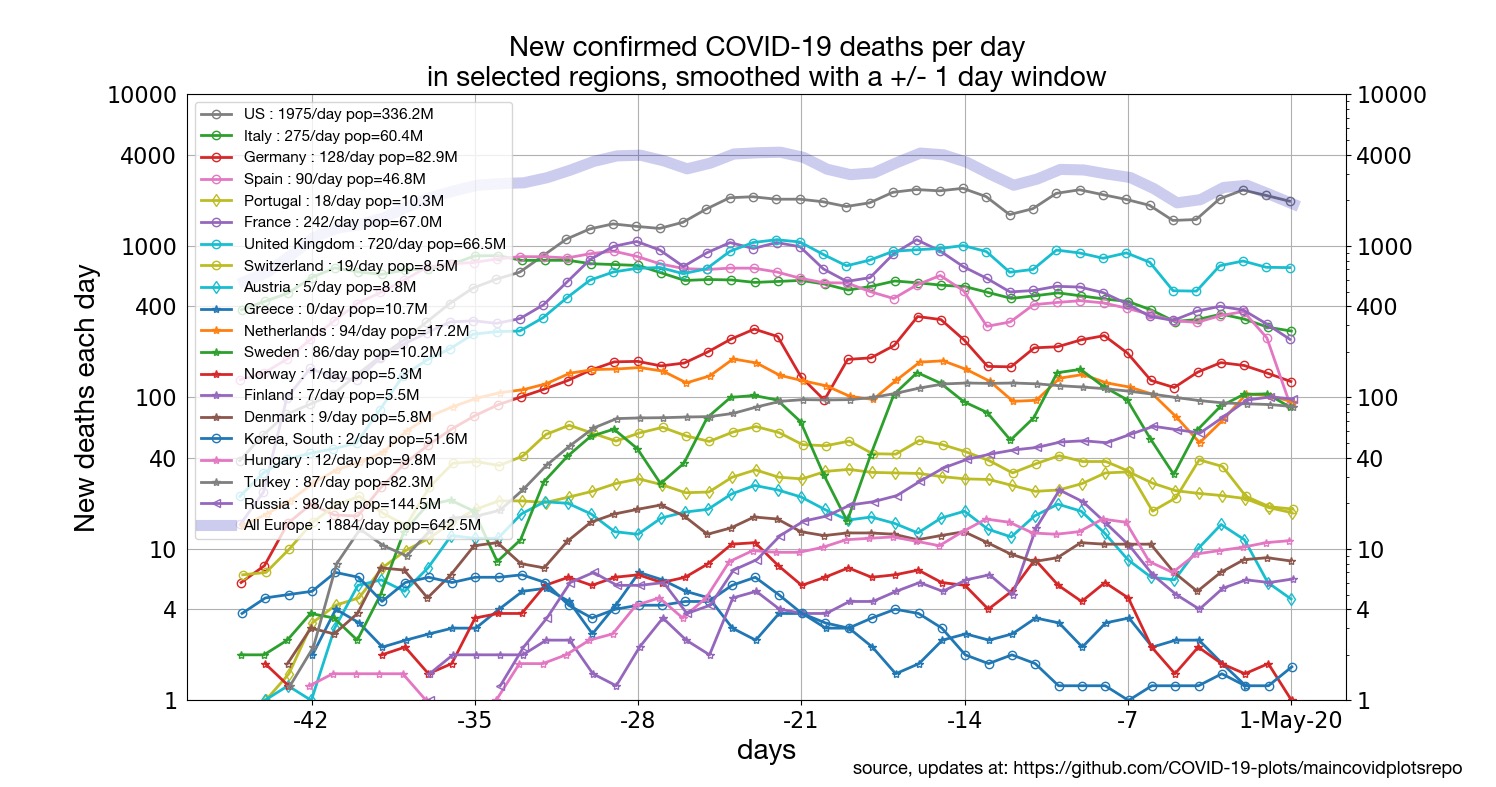 New confirmed COVID-19 deaths per day
in selected regions, smoothed with a +/- 1 day window
10000
4000
1000
400
100
40
10
4
1
New deaths each day
US : 1975/day pop=336.2M
Italy : 275/day pop=60.4M
Germany : 128/day pop=82.9M
Spain : 90/day pop=46.8M
Portugal : 18/day pop=10.3M
France : 242/day pop=67.0M
United Kingdom : 720/day pop=66.5M
Switzerland : 19/day pop=8.5M
Austria : 5/day pop=8.8M
Greece : 0/day pop=10.7M
Netherlands : 94/day pop=17.2M
Sweden : 86/day pop=10.2M
Norway : 1/day pop=5.3M
Finland : 7/day pop=5.5M
Denmark : 9/day pop=5.8M
Korea, South : 2/day pop=51.6M
Hungary : 12/day pop=9.8M
Turkey : 87/day pop=82.3M
Russia : 98/day pop=144.5M
All Europe : 1884/day pop=642.5M
10000
4000
1000
400
100
40
10
4
1
-42 -35 -28 -21 -14 -7 1-May-20
days
source, updates at: https://github.com/COVID-19-plots/maincovidplotsrepo